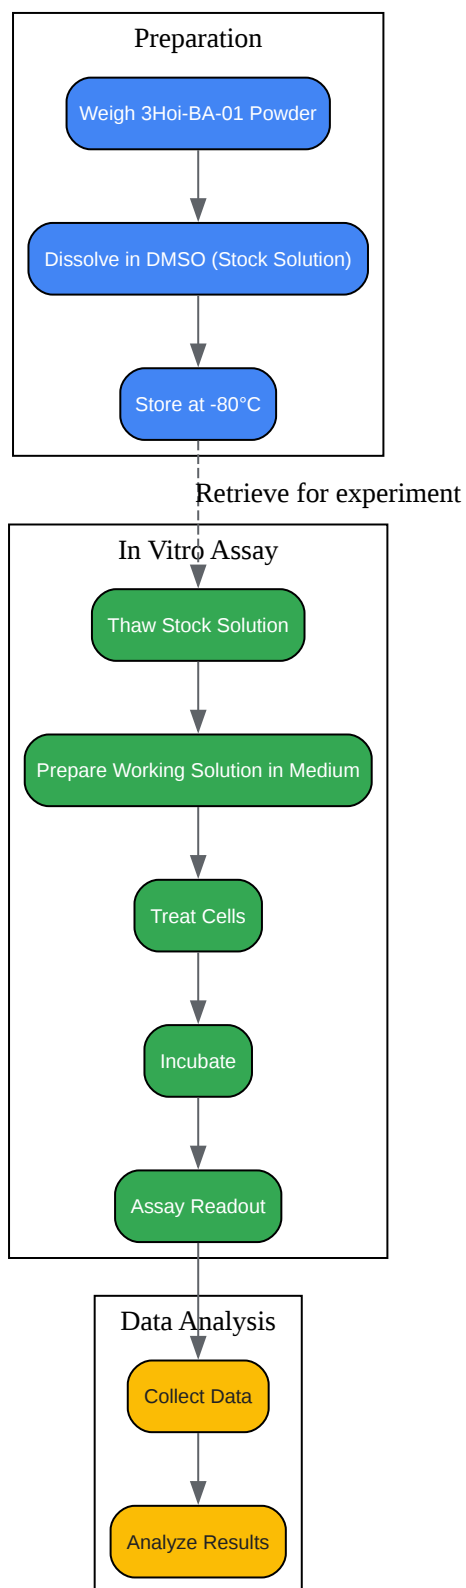 Preparation
Weigh 3Hoi-BA-01 Powder
Dissolve in DMSO (Stock Solution)
Store at -80°C
Retrieve for experiment
In Vitro Assay
Thaw Stock Solution
Prepare Working Solution in Medium
Treat Cells
Incubate
Assay Readout
Data Analysis
Collect Data
Analyze Results